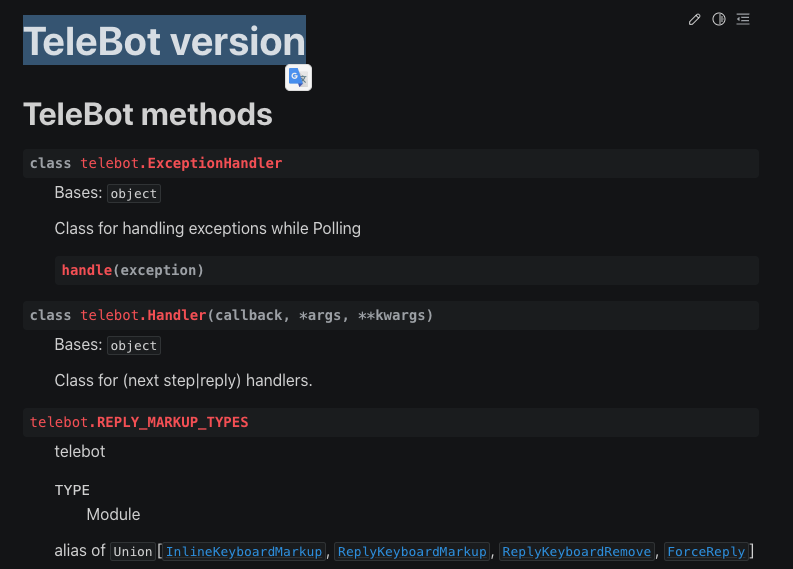 TeleBot version
TeleBot methods
class telebot.ExceptionHandler
Bases: object
Class for handling exceptions while Polling
handle(exception)
class telebot.Handler(callback, *args, **kwargs)
Bases: object
Class for (next step|reply) handlers.
telebot.REPLY_MARKUP_TYPES
telebot
TYPE
Module
alias of Union[InlineKeyboardMarkup, ReplyKeyboardMarkup, ReplyKeyboardRemove, ForceReply]